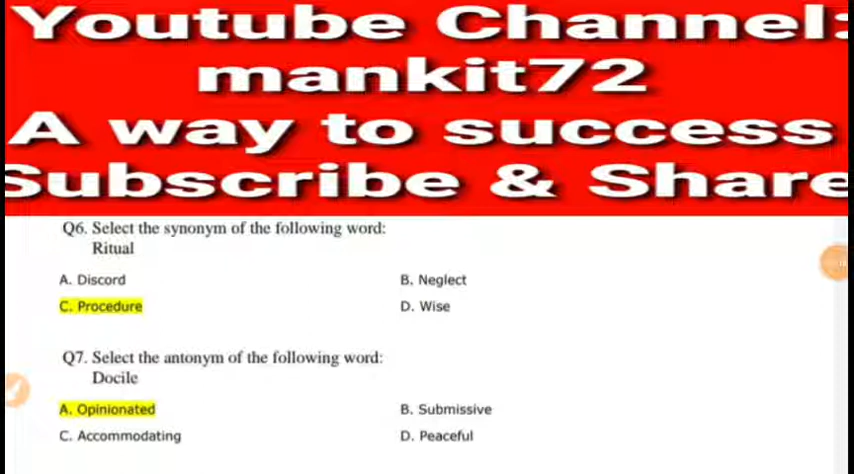 Youtube Channel:
mankit72
A way to success
Subscribe & Share
Q6. Select the synonym of the following word:
Ritual
A. Discord
B. Neglect
C. Procedure
D. Wise
Q7. Select the antonym of the following word:
Docile
A. Opinionated
B. Submissive
C. Accommodating
D. Peaceful